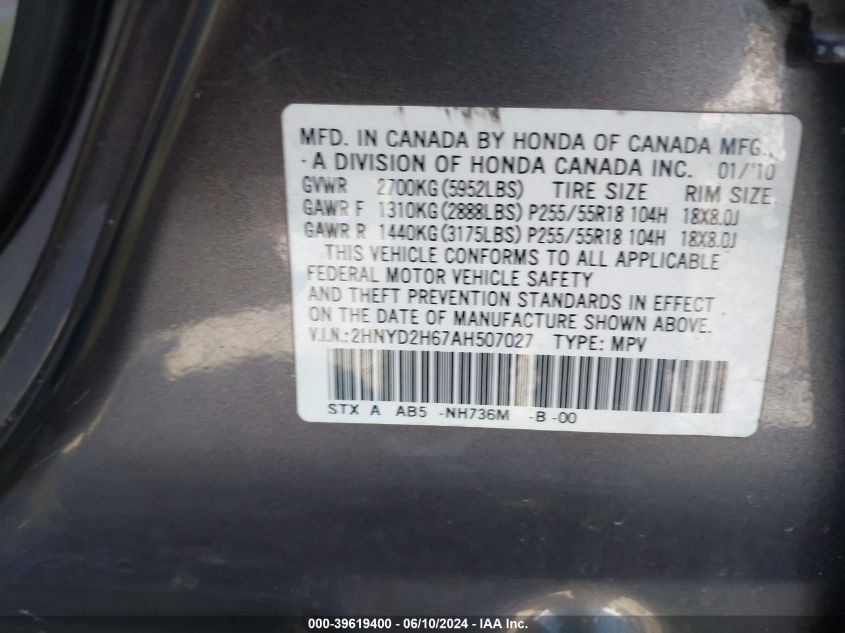 MFD. IN CANADA BY HONDA OF CANADA MFG.,
A DIVISION OF HONDA CANADA INC. 01/'10
GVWR 2700KG(5952LBS) TIRE SIZE RIM SIZE
GAWR F 1310KG(2888LBS) P255/55R18 104H 18X8.0J
GAWR R 1440KG(3175LBS) P255/55R18 104H 18X8.0J
THIS VEHICLE CONFORMS TO ALL APPLICABLE
FEDERAL MOTOR VEHICLE SAFETY
AND THEFT PREVENTION STANDARDS IN EFFECT
ON THE DATE OF MANUFACTURE SHOWN ABOVE.
V.I.N.:2HNYD2H67AH507027 TYPE: MPV
STX A AB5 -NH736M -B -00
000-39619400 - 06/10/2024 - IAA Inc.